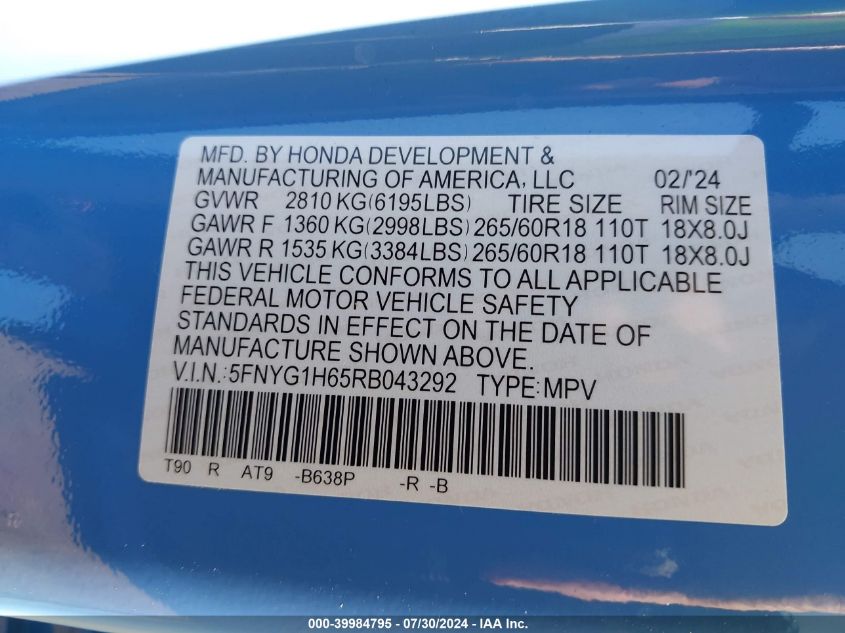 MFD. BY HONDA DEVELOPMENT &
MANUFACTURING OF AMERICA, LLC 02/'24
GVWR 2810 KG(6195LBS) TIRE SIZE RIM SIZE
GAWR F 1360 KG(2998LBS) 265/60R18 110T 18X8.0J
GAWR R 1535 KG(3384LBS) 265/60R18 110T 18X8.0J
THIS VEHICLE CONFORMS TO ALL APPLICABLE
FEDERAL MOTOR VEHICLE SAFETY
STANDARDS IN EFFECT ON THE DATE OF
MANUFACTURE SHOWN ABOVE.
V.I.N.:5FNYG1H65RB043292 TYPE:MPV
T90 R AT9 -B638P -R -B
000-39984795 - 07/30/2024 - IAA Inc.